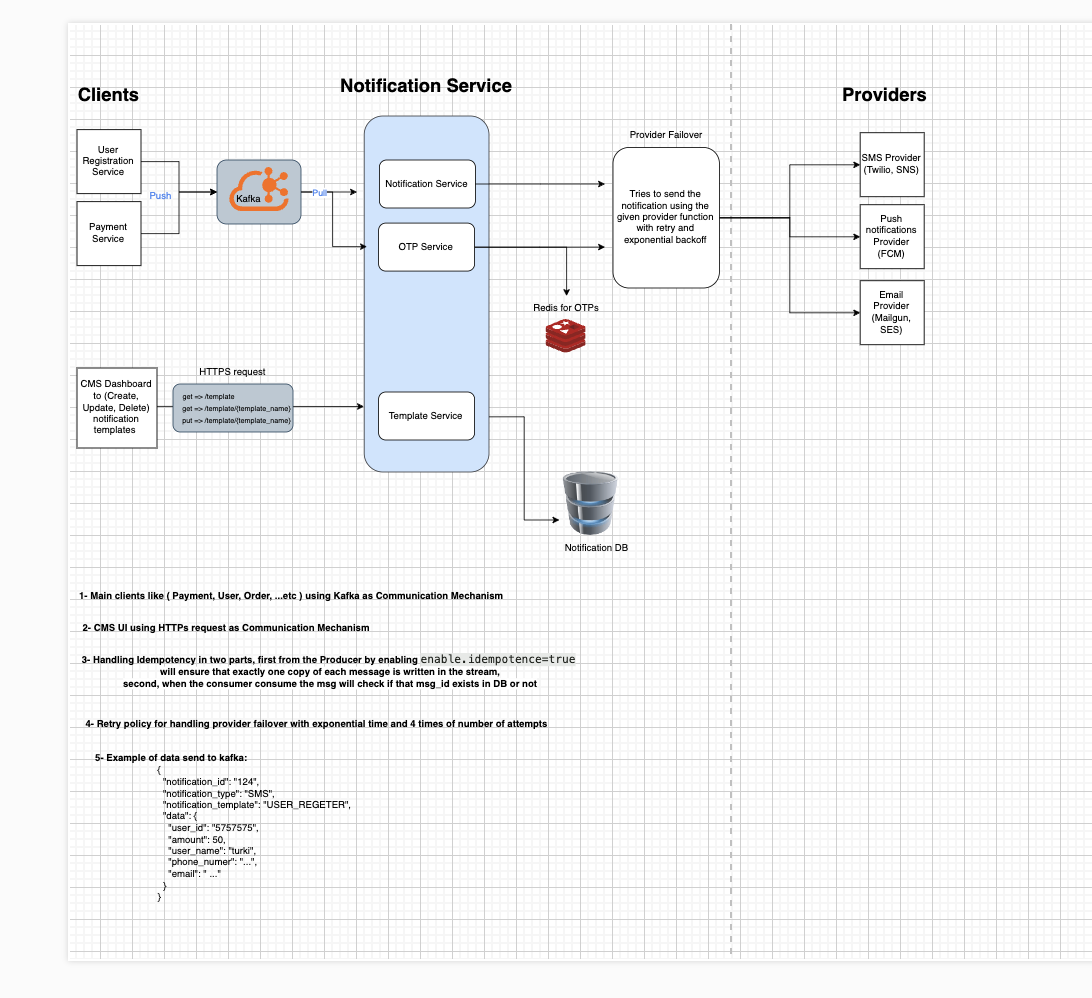 Notification Service
Clients
Providers
User
Registration
Service
Payment
Service
Push
Kafka
Pull
Notification Service
OTP Service
Provider Failover
Tries to send the
notification using the
given provider function
with retry and
exponential backoff
SMS Provider
(Twilio, SNS)
Push
notifications
Provider
(FCM)
Email
Provider
(Mailgun,
SES)
Redis for OTPs
HTTPS request
CMS Dashboard
to (Create,
Update, Delete)
notification
templates
get => /template
get => /template/{template_name}
put => /template/{template_name}
Template Service
Notification DB
1- Main clients like ( Payment, User, Order, ...etc ) using Kafka as Communication Mechanism
2- CMS UI using HTTPs request as Communication Mechanism
3- Handling Idempotency in two parts, first from the Producer by enabling enable.idempotence=true
will ensure that exactly one copy of each message is written in the stream,
second, when the consumer consume the msg will check if that msg_id exists in DB or not
4- Retry policy for handling provider failover with exponential time and 4 times of number of attempts
5- Example of data send to kafka:
{
"notification_id": "124",
"notification_type": "SMS",
"notification_template": "USER_REGETER",
"data": {
"user_id": "5757575",
"amount": 50,
"user_name": "turki",
"phone_numer": "...",
"email": " ..."
}
}